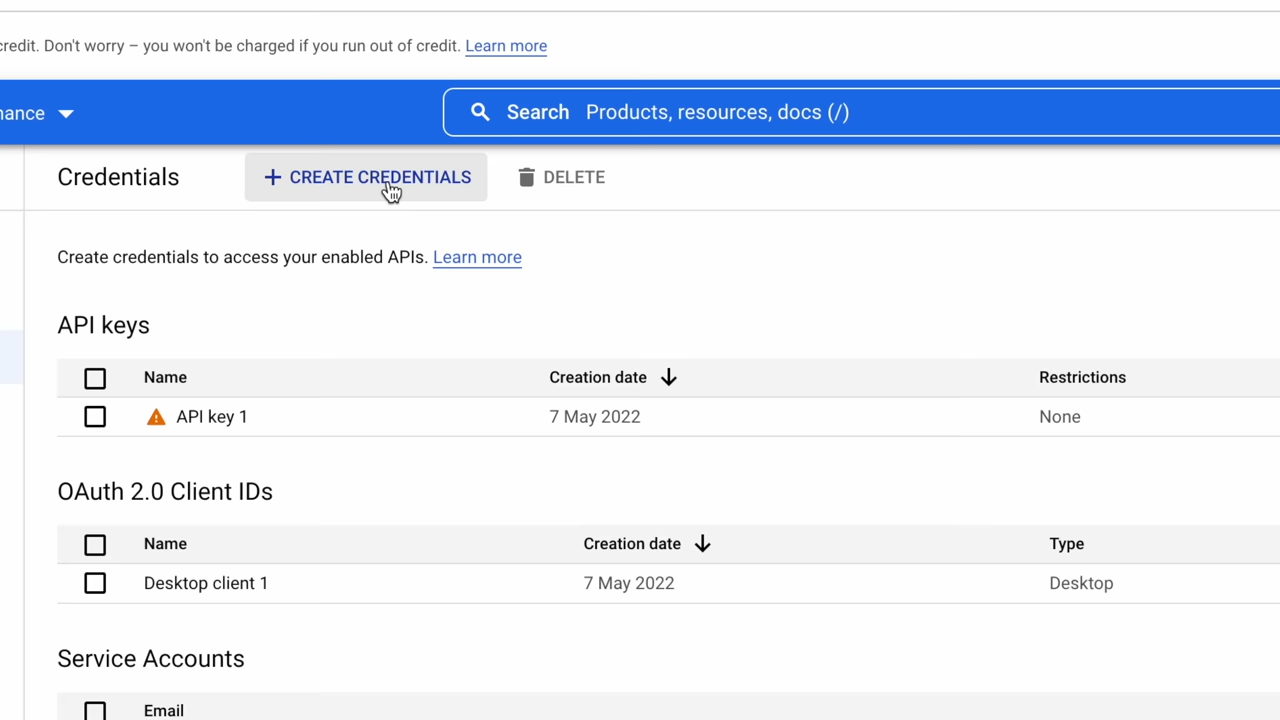 credit. Don't worry – you won't be charged if you run out of credit. Learn more
nance
Search Products, resources, docs (/)
Credentials
+ CREATE CREDENTIALS
DELETE
Create credentials to access your enabled APIs. Learn more
API keys
Name Creation date Restrictions
API key 1 7 May 2022 None
OAuth 2.0 Client IDs
Name Creation date Type
Desktop client 1 7 May 2022 Desktop
Service Accounts
Email